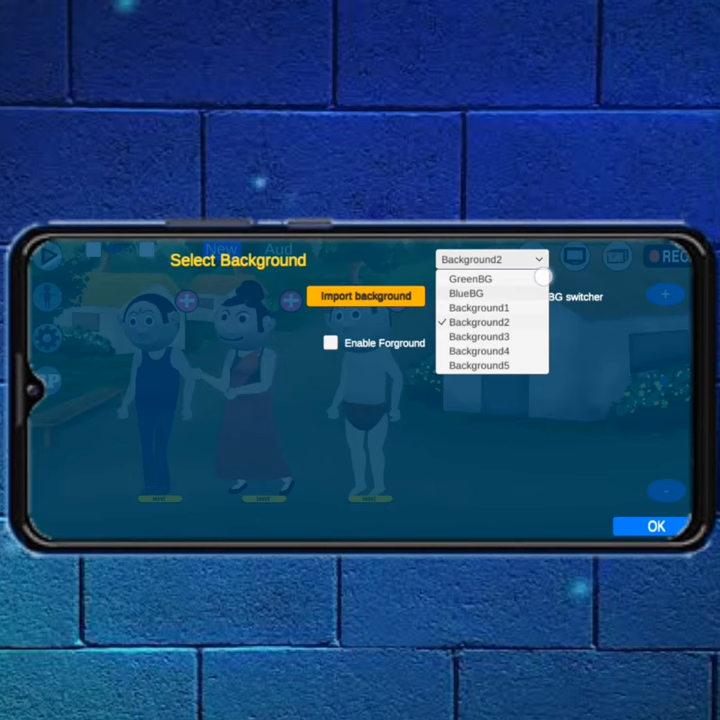 New
Aud
Select Background
Background2
REC
Import background
GreenBG
BlueBG
BG switcher
+
Background1
✓ Background2
Enable Forground
Background3
Background4
Background5
-
OK